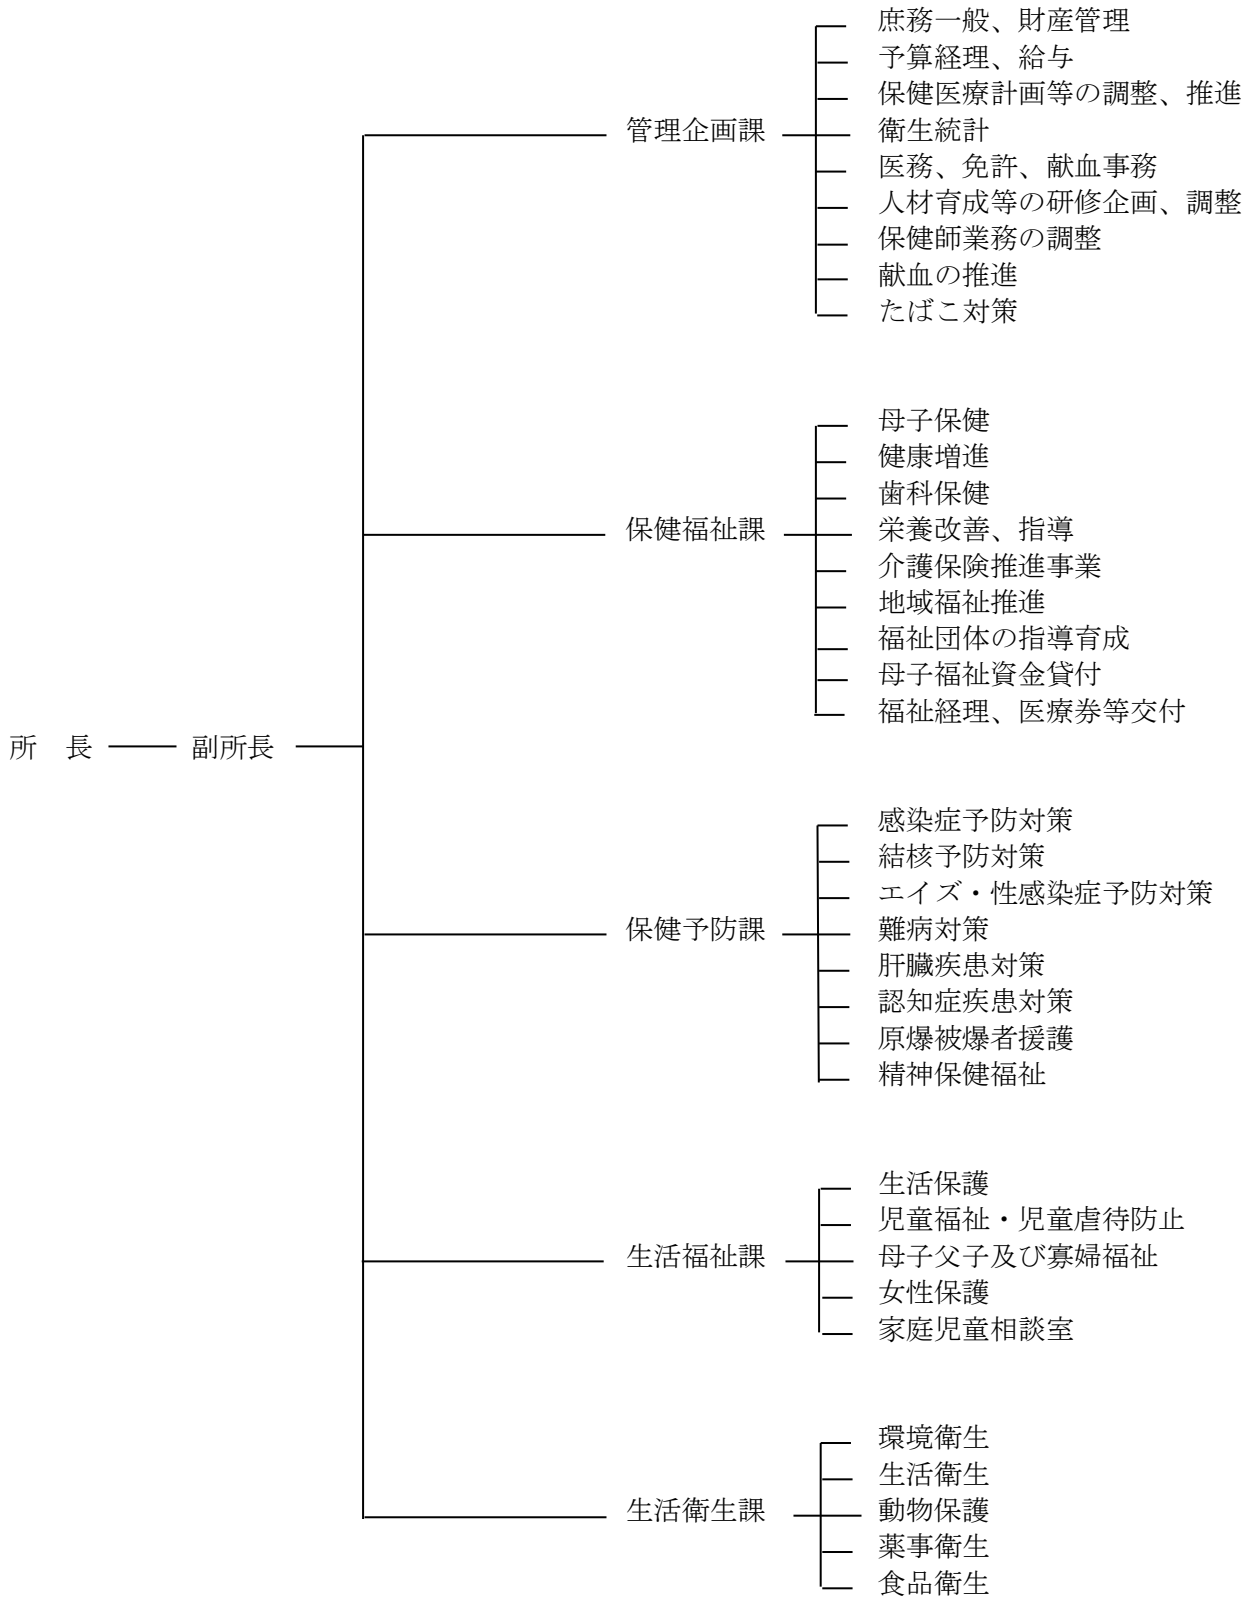 庶務一般、財産管理
予算経理、給与
保健医療計画等の調整、推進
管理企画課
衛生統計
医務、免許、献血事務
人材育成等の研修企画、調整
保健師業務の調整
献血の推進
たばこ対策
母子保健
健康増進
歯科保健
保健福祉課
栄養改善、指導
介護保険推進事業
地域福祉推進
福祉団体の指導育成
母子福祉資金貸付
福祉経理、医療券等交付
所　長
副所長
感染症予防対策
結核予防対策
エイズ・性感染症予防対策
保健予防課
難病対策
肝臓疾患対策
認知症疾患対策
原爆被爆者援護
精神保健福祉
生活保護
児童福祉・児童虐待防止
生活福祉課
母子父子及び寡婦福祉
女性保護
家庭児童相談室
環境衛生
生活衛生
生活衛生課
動物保護
薬事衛生
食品衛生